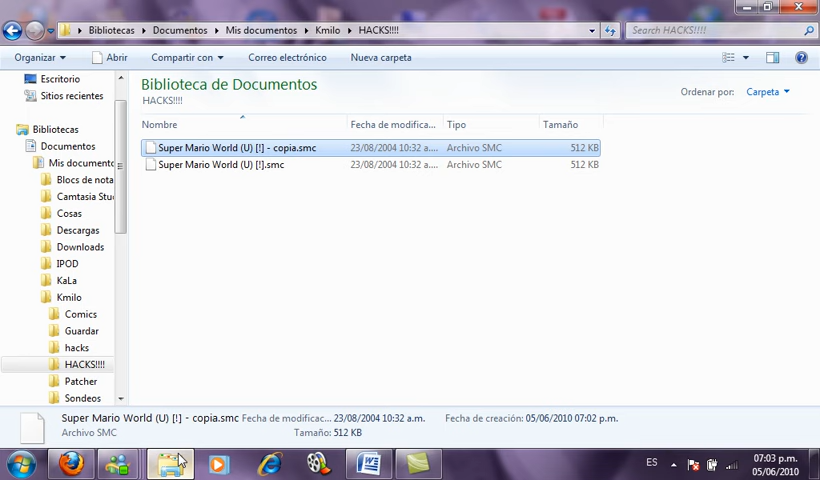 Bibliotecas Documentos Mis documentos Kmilo HACKS!!!!
Search HACKS!!!!
Organizar Abrir Compartir con Correo electrónico Nueva carpeta
Escritorio
Sitios recientes
Bibliotecas
Documentos
Mis documento
Blocs de nota
Camtasia Stu
Cosas
Descargas
Downloads
IPOD
KaLa
Kmilo
Comics
Guardar
hacks
HACKS!!!!
Patcher
Sondeos
Biblioteca de Documentos
HACKS!!!!
Ordenar por: Carpeta
Nombre Fecha de modifica... Tipo Tamaño
Super Mario World (U) [!] - copia.smc 23/08/2004 10:32 a.... Archivo SMC 512 KB
Super Mario World (U) [!].smc 23/08/2004 10:32 a.... Archivo SMC 512 KB
Super Mario World (U) [!] - copia.smc Fecha de modificac... 23/08/2004 10:32 a.m. Fecha de creación: 05/06/2010 07:02 p.m.
Archivo SMC Tamaño: 512 KB
ES
07:03 p.m.
05/06/2010